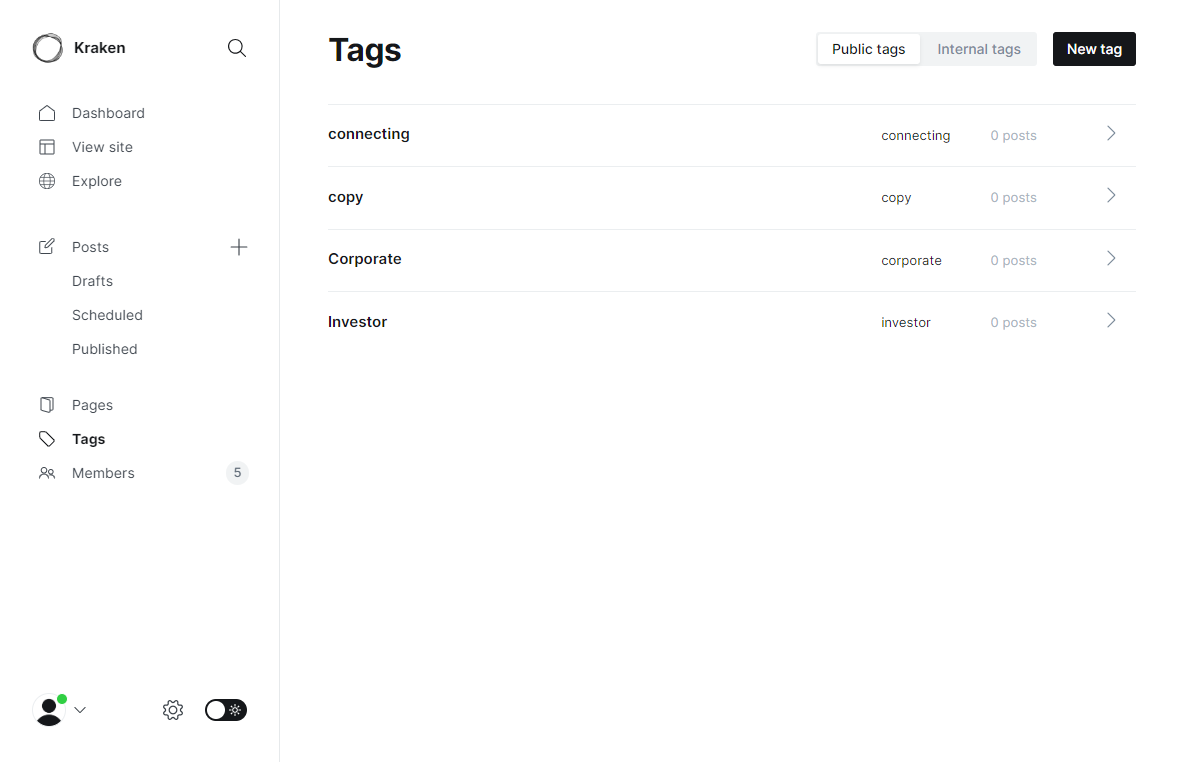 Kraken
Dashboard
View site
Explore
Posts
Drafts
Scheduled
Published
Pages
Tags
Members 5
Tags
Public tags Internal tags New tag
connecting connecting 0 posts
copy copy 0 posts
Corporate corporate 0 posts
Investor investor 0 posts